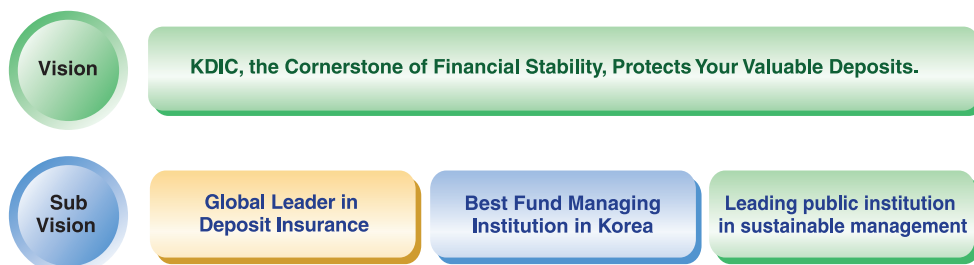 Vision
KDIC, the Cornerstone of Financial Stability, Protects Your Valuable Deposits.
Sub
Vision
Global Leader in
Deposit Insurance
Best Fund Managing
Institution in Korea
Leading public institution
in sustainable management